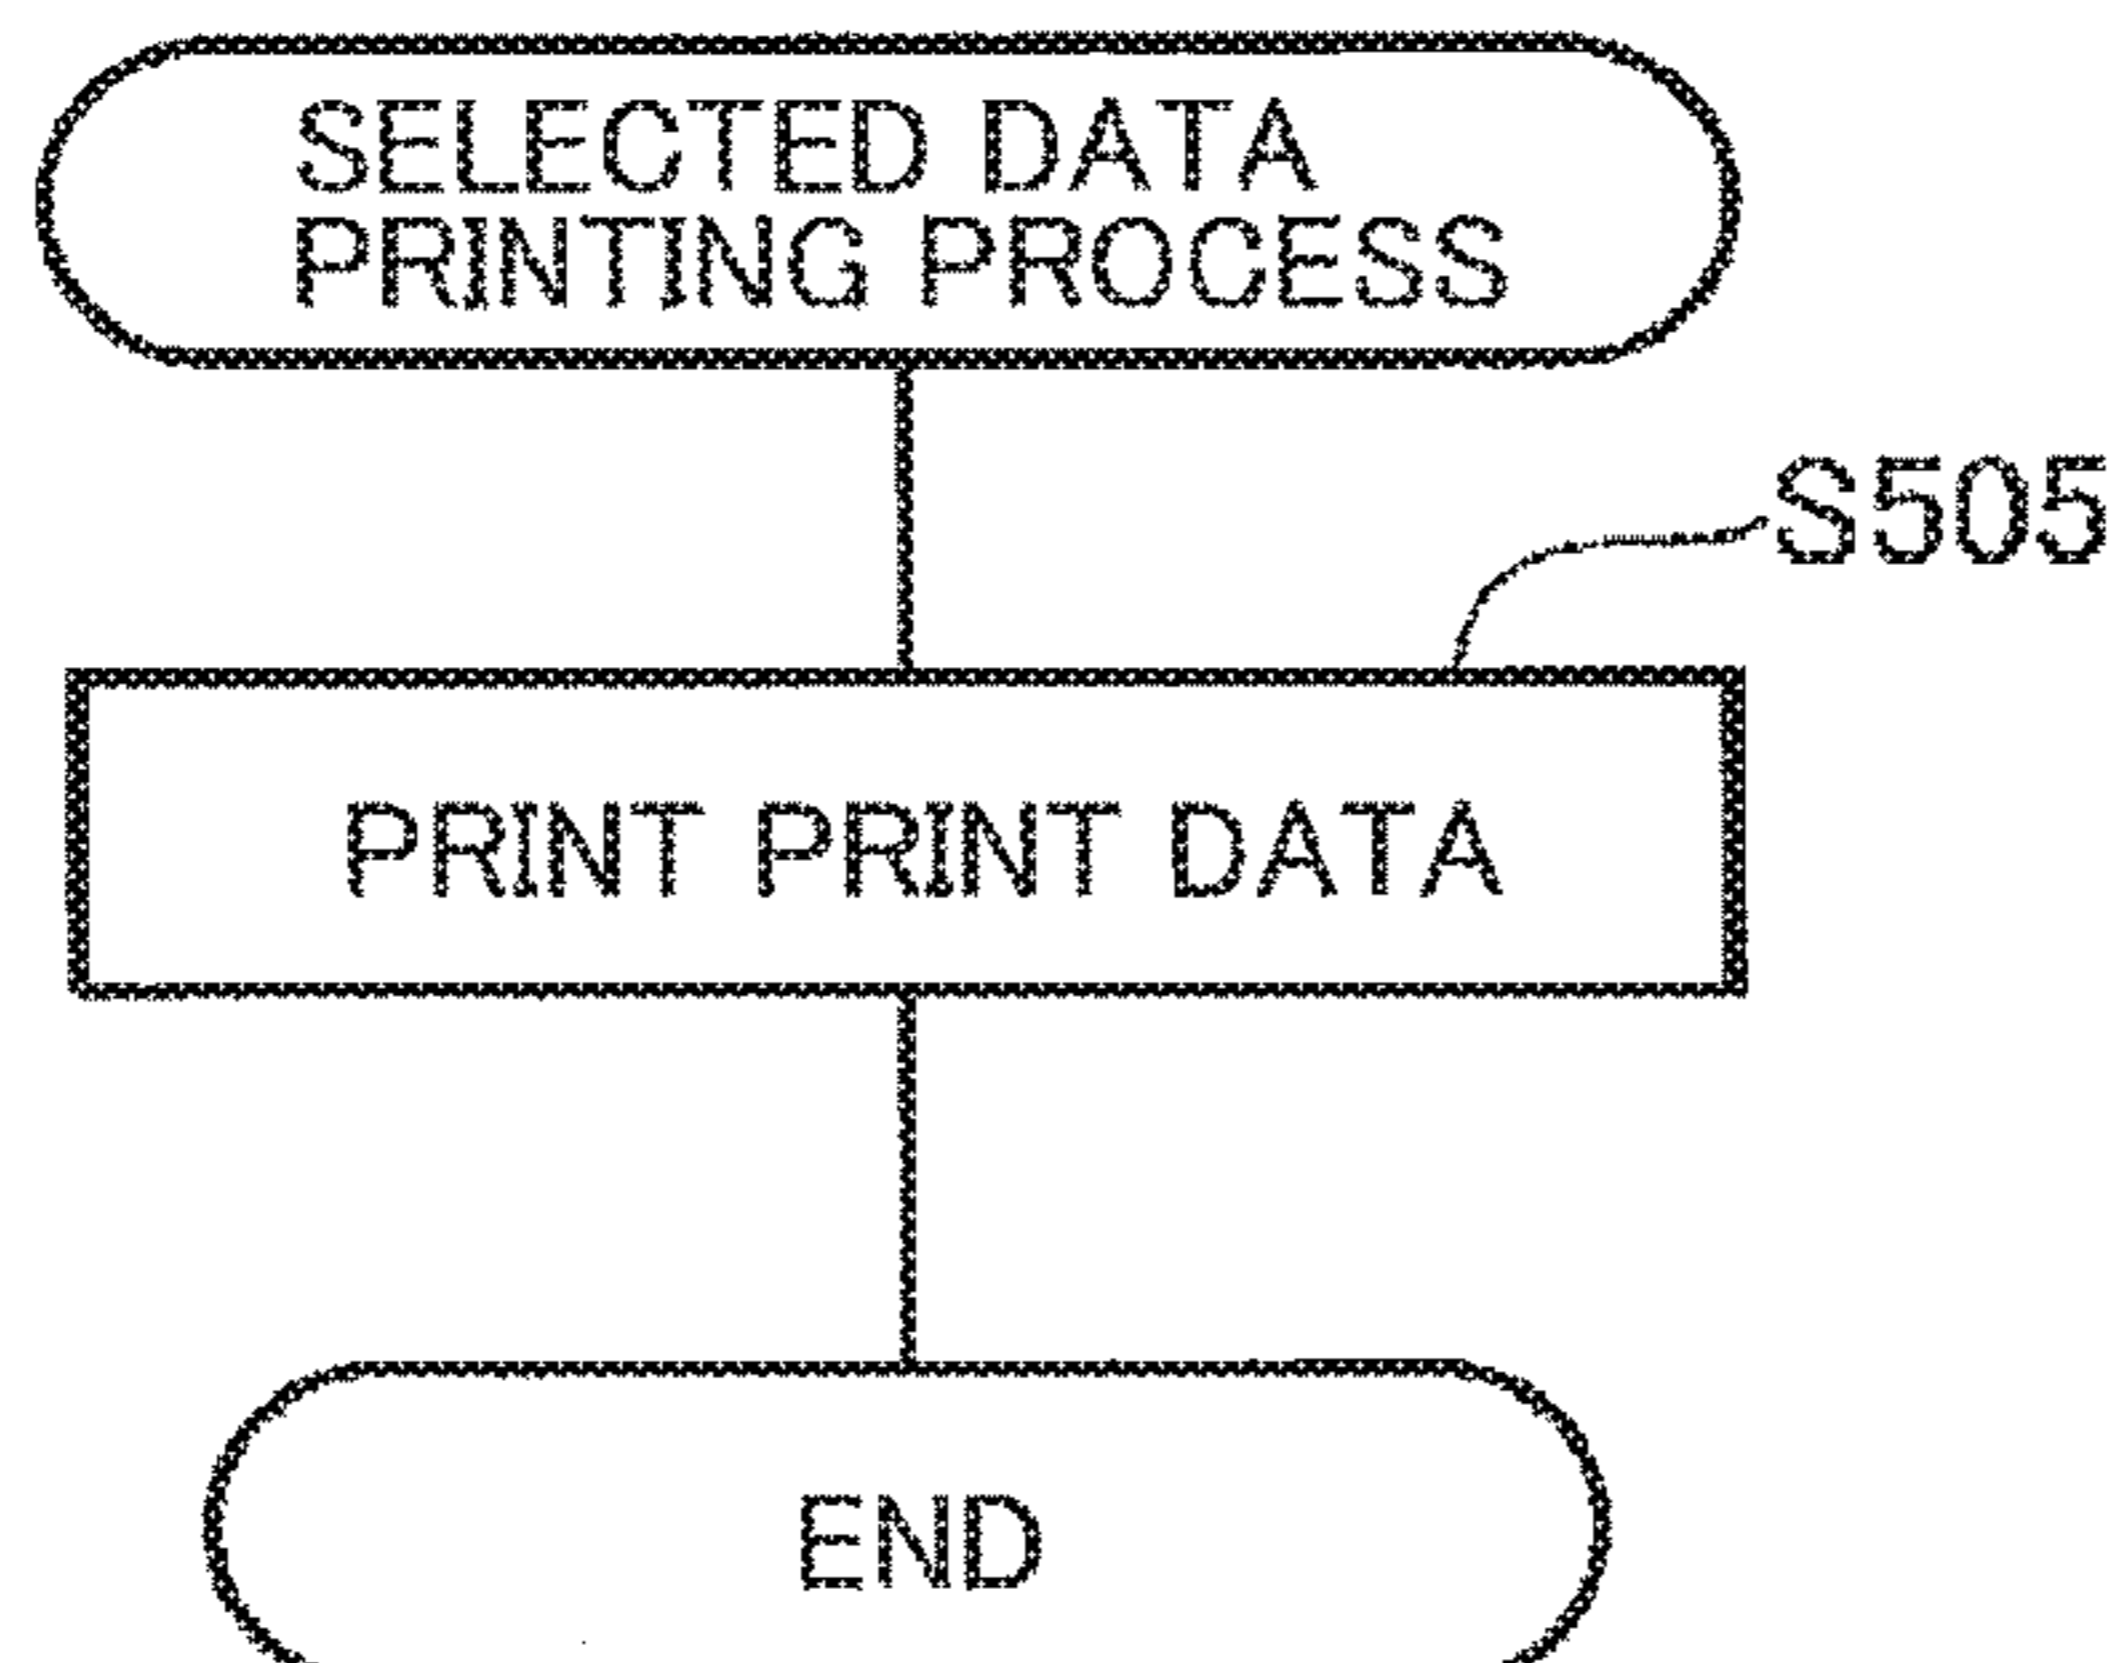 SELECTED DATA
PRINTING PROCESS
S505
PRINT PRINT DATA
END